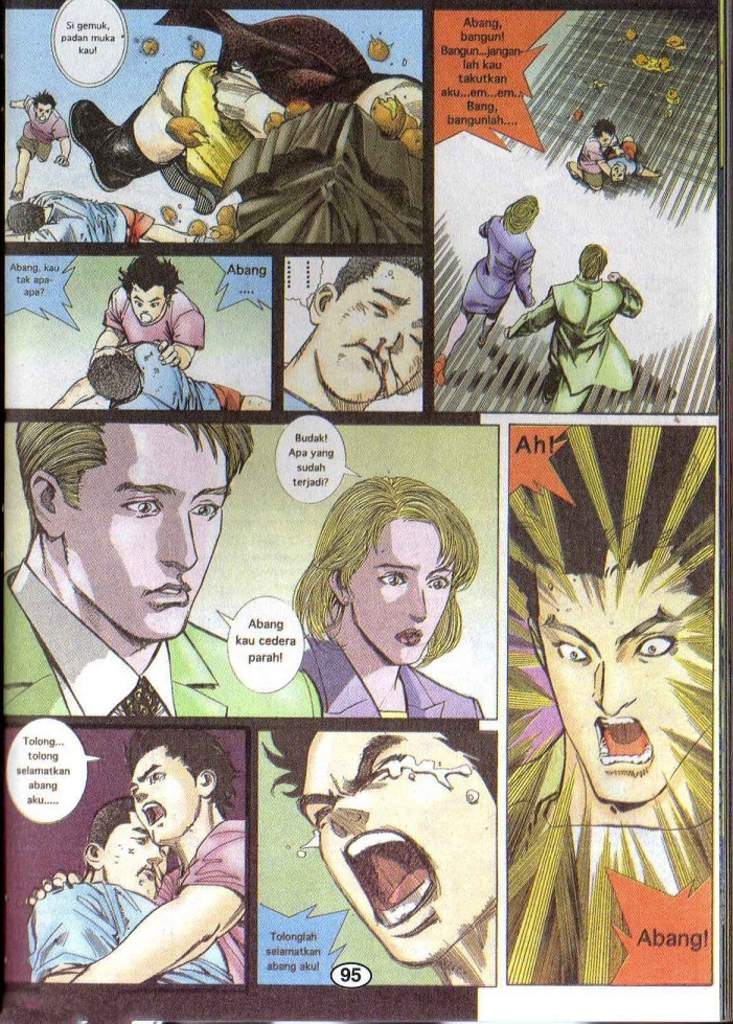 Si gemuk,
padan muka
kau!
Abang,
bangun!
Bangun...jangan-
lah kau
takutkan
aku...em...em..
Bang,
bangunlah....
Abang, kau
tak apa-
apa?
Abang
....
Budak!
Apa yang
sudah
terjadi?
Abang
kau cedera
parah!
Ah!
Abang!
Tolong...
tolong
selamatkan
abang
aku.....
Tolonglah
selamatkan
abang aku!
95